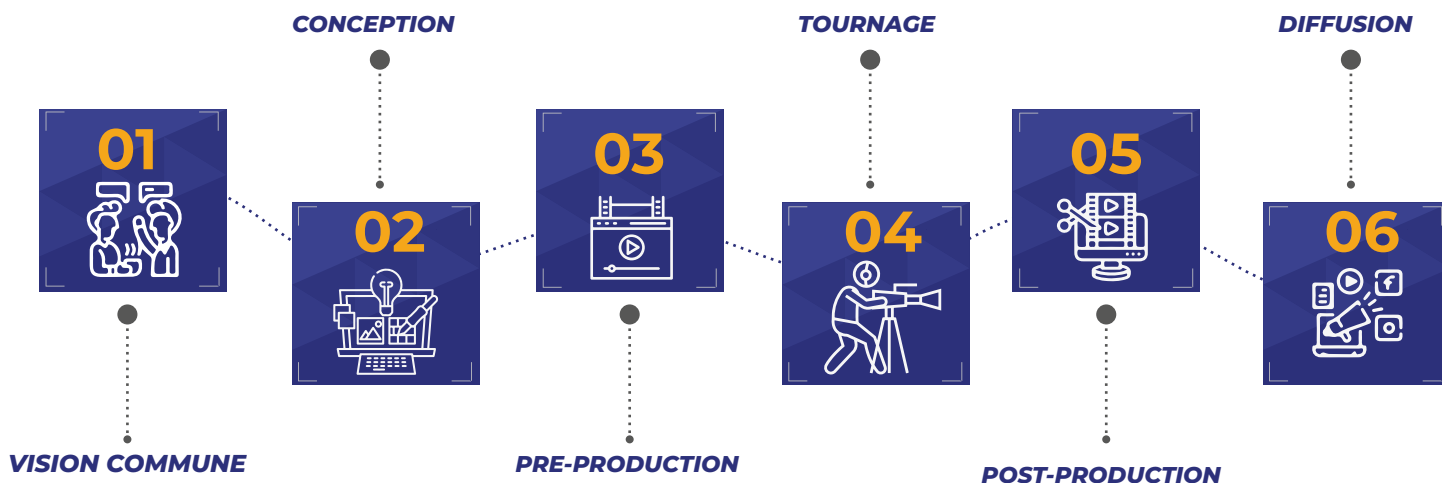 CONCEPTION
TOURNAGE
DIFFUSION
01
02
03
04
05
06
VISION COMMUNE
PRE-PRODUCTION
POST-PRODUCTION